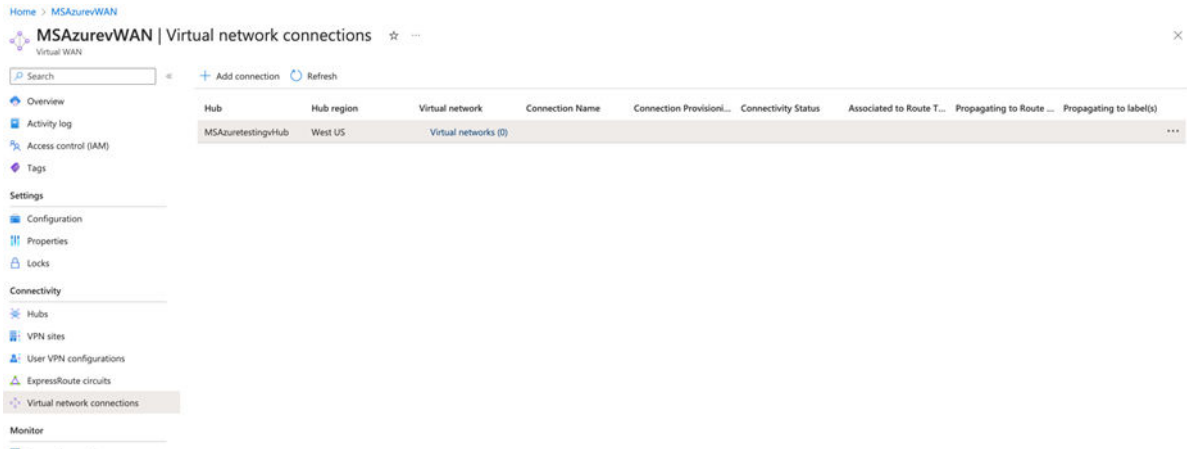 Home > MSAzurevWAN
MSAzurevWAN | Virtual network connections ☆ ...
Virtual WAN
Search «
+ Add connection Refresh
Overview
Activity log
Access control (IAM)
Tags
Settings
Configuration
Properties
Locks
Connectivity
Hubs
VPN sites
User VPN configurations
ExpressRoute circuits
Virtual network connections
Monitor
Hub Hub region Virtual network Connection Name Connection Provisioni... Connectivity Status Associated to Route T... Propagating to Route ... Propagating to label(s)
MSAzuretestingvHub West US Virtual networks (0) ...